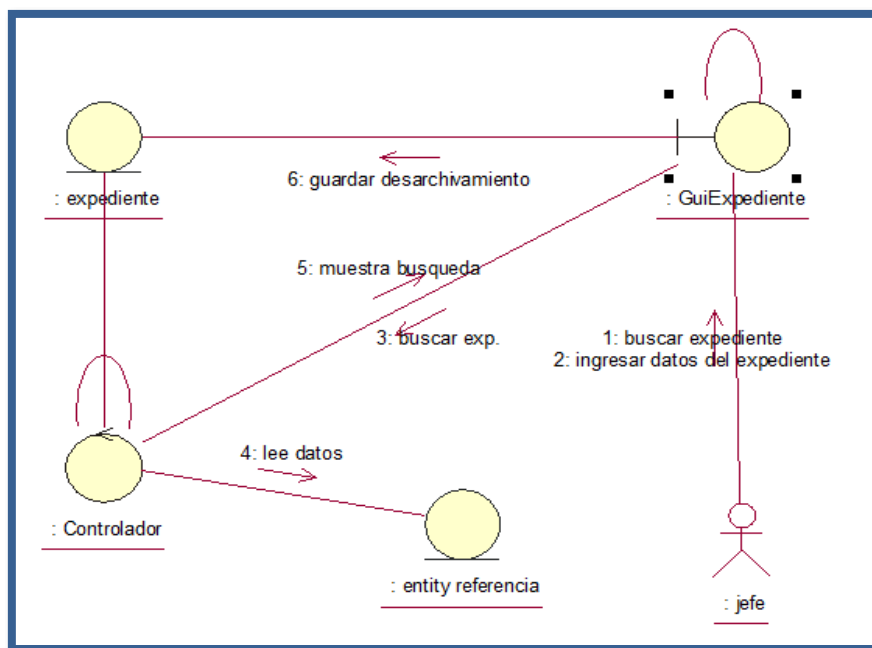 6: guardar desarchivamiento
: expediente
: GuiExpediente
5: muestra busqueda
3: buscar exp.
1: buscar expediente
2: ingresar datos del expediente
4: lee datos
: Controlador
: entity referencia
: jefe